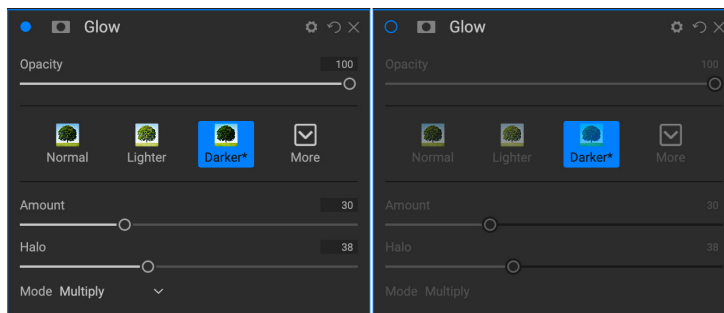 Glow
Opacity 100
Normal Lighter Darker* More
Amount 30
Halo 38
Mode Multiply
Glow
Opacity 100
Normal Lighter Darker* More
Amount 30
Halo 38
Mode Multiply